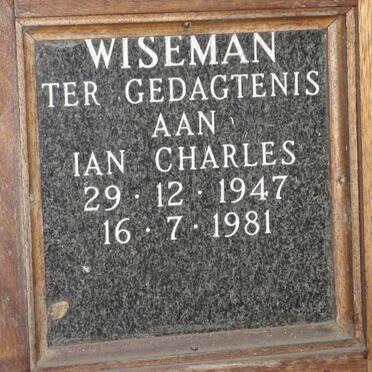 WISEMAN
TER GEDAGTENIS
AAN
IAN CHARLES
29 · 12 · 1947
16 · 7 · 1981